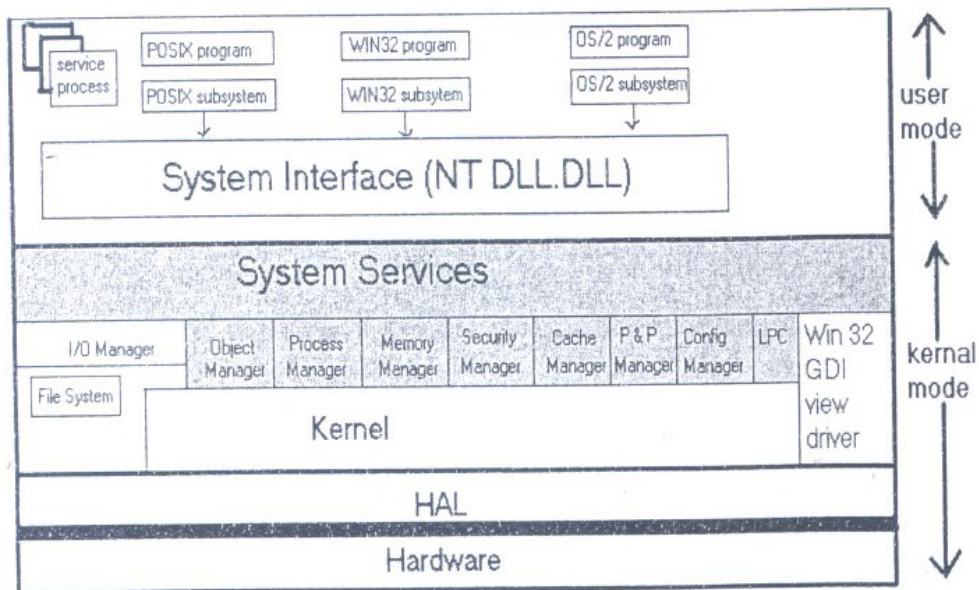 service
process
POSIX program
WIN32 program
OS/2 program
POSIX subsystem
WIN32 subsytem
OS/2 subsystem
System Interface (NT DLL.DLL)
user
mode
System Services
I/O Manager
Object
Manager
Process
Manager
Memory
Manager
Security
Manager
Cache
Manager
P & P
Manager
Config
Manager
LPC
Win 32
GDI
view
driver
kernal
mode
File System
Kernel
HAL
Hardware